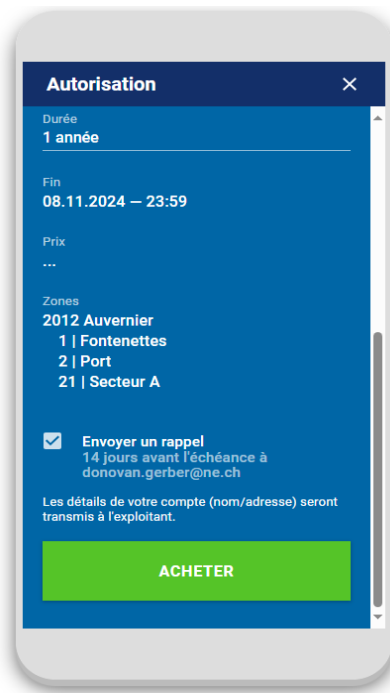 Autorisation
Durée
1 année
Fin
08.11.2024 — 23:59
Prix
...
Zones
2012 Auvernier
1 | Fontenettes
2 | Port
21 | Secteur A
Envoyer un rappel
14 jours avant l'échéance à
donovan.gerber@ne.ch
Les détails de votre compte (nom/adresse) seront
transmis à l'exploitant.
ACHETER